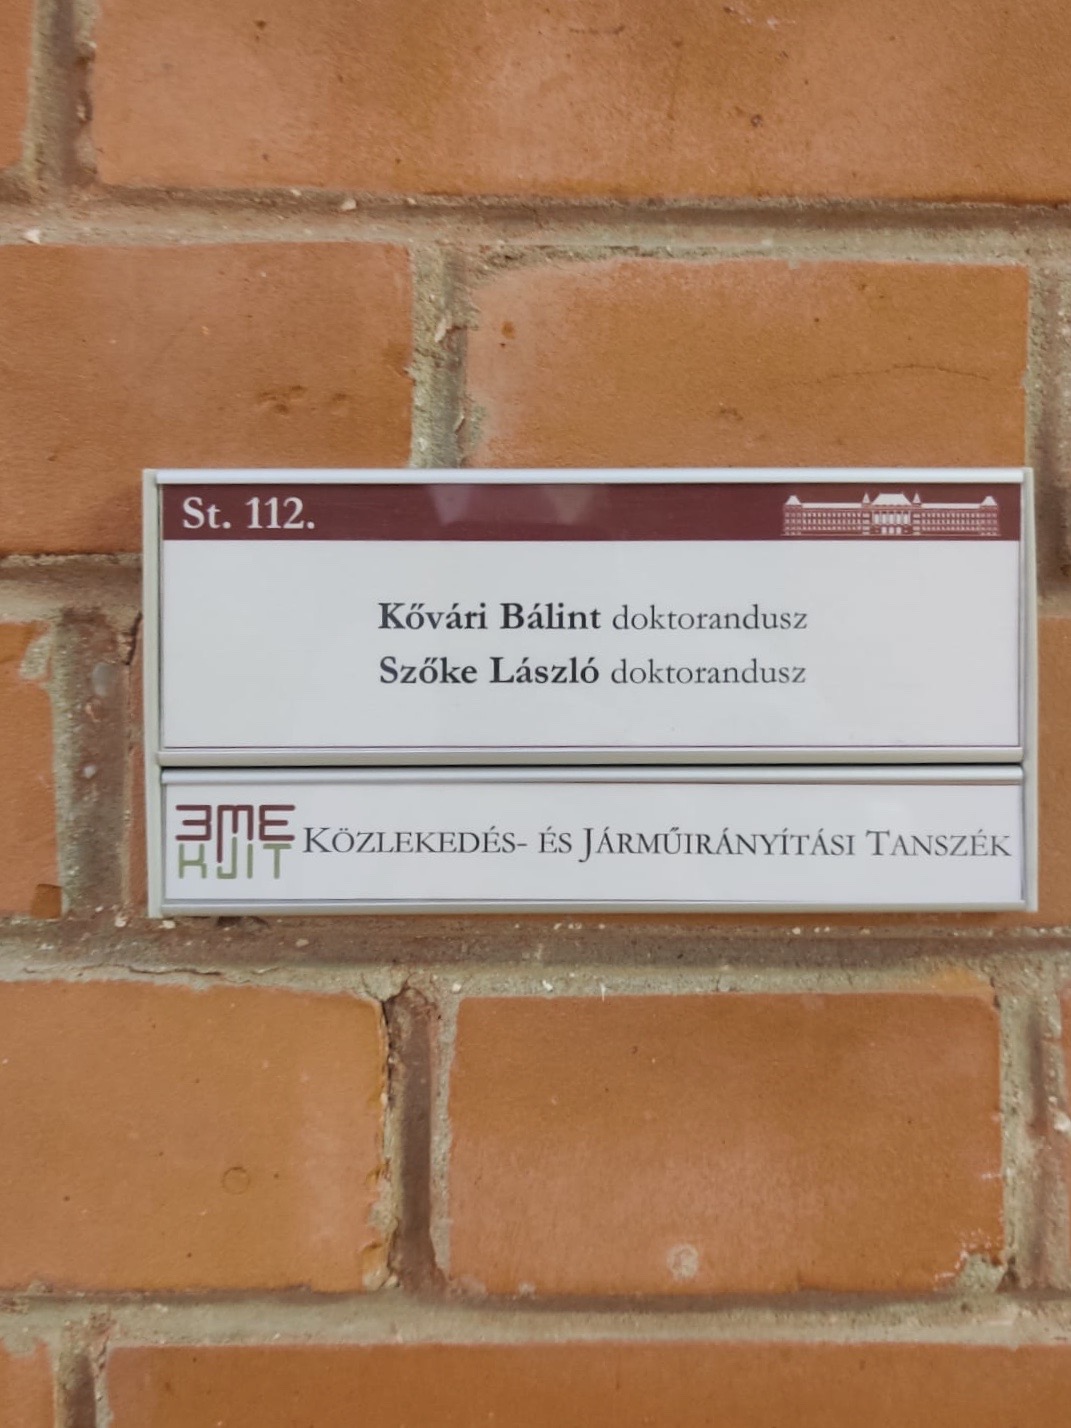 St. 112.
Kővári Bálint doktorandusz
Szőke László doktorandusz
BME
KJIT
KÖZLEKEDÉS- ÉS JÁRMŰIRÁNYÍTÁSI TANSZÉK